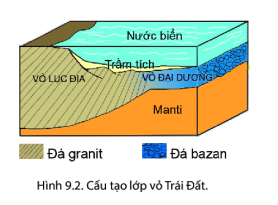 Nước biển
Trầm tích
VỎ LỤC ĐỊA
VỎ ĐẠI DƯƠNG
Manti
Đá granit
Đá bazan
Hình 9.2. Cấu tạo lớp vỏ Trái Đất.